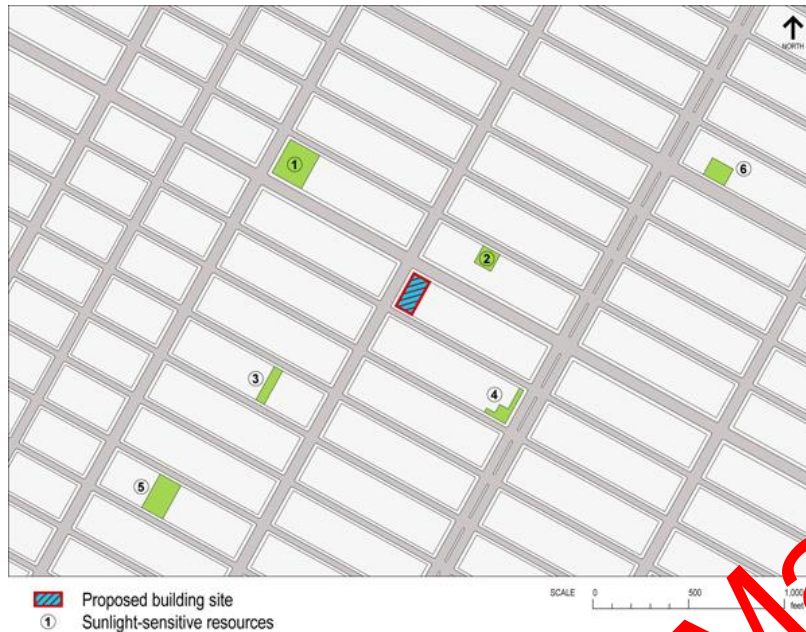 NORTH
1
6
2
3
4
5
Proposed building site
1 Sunlight-sensitive resources
SCALE 0 500 1,000
feet